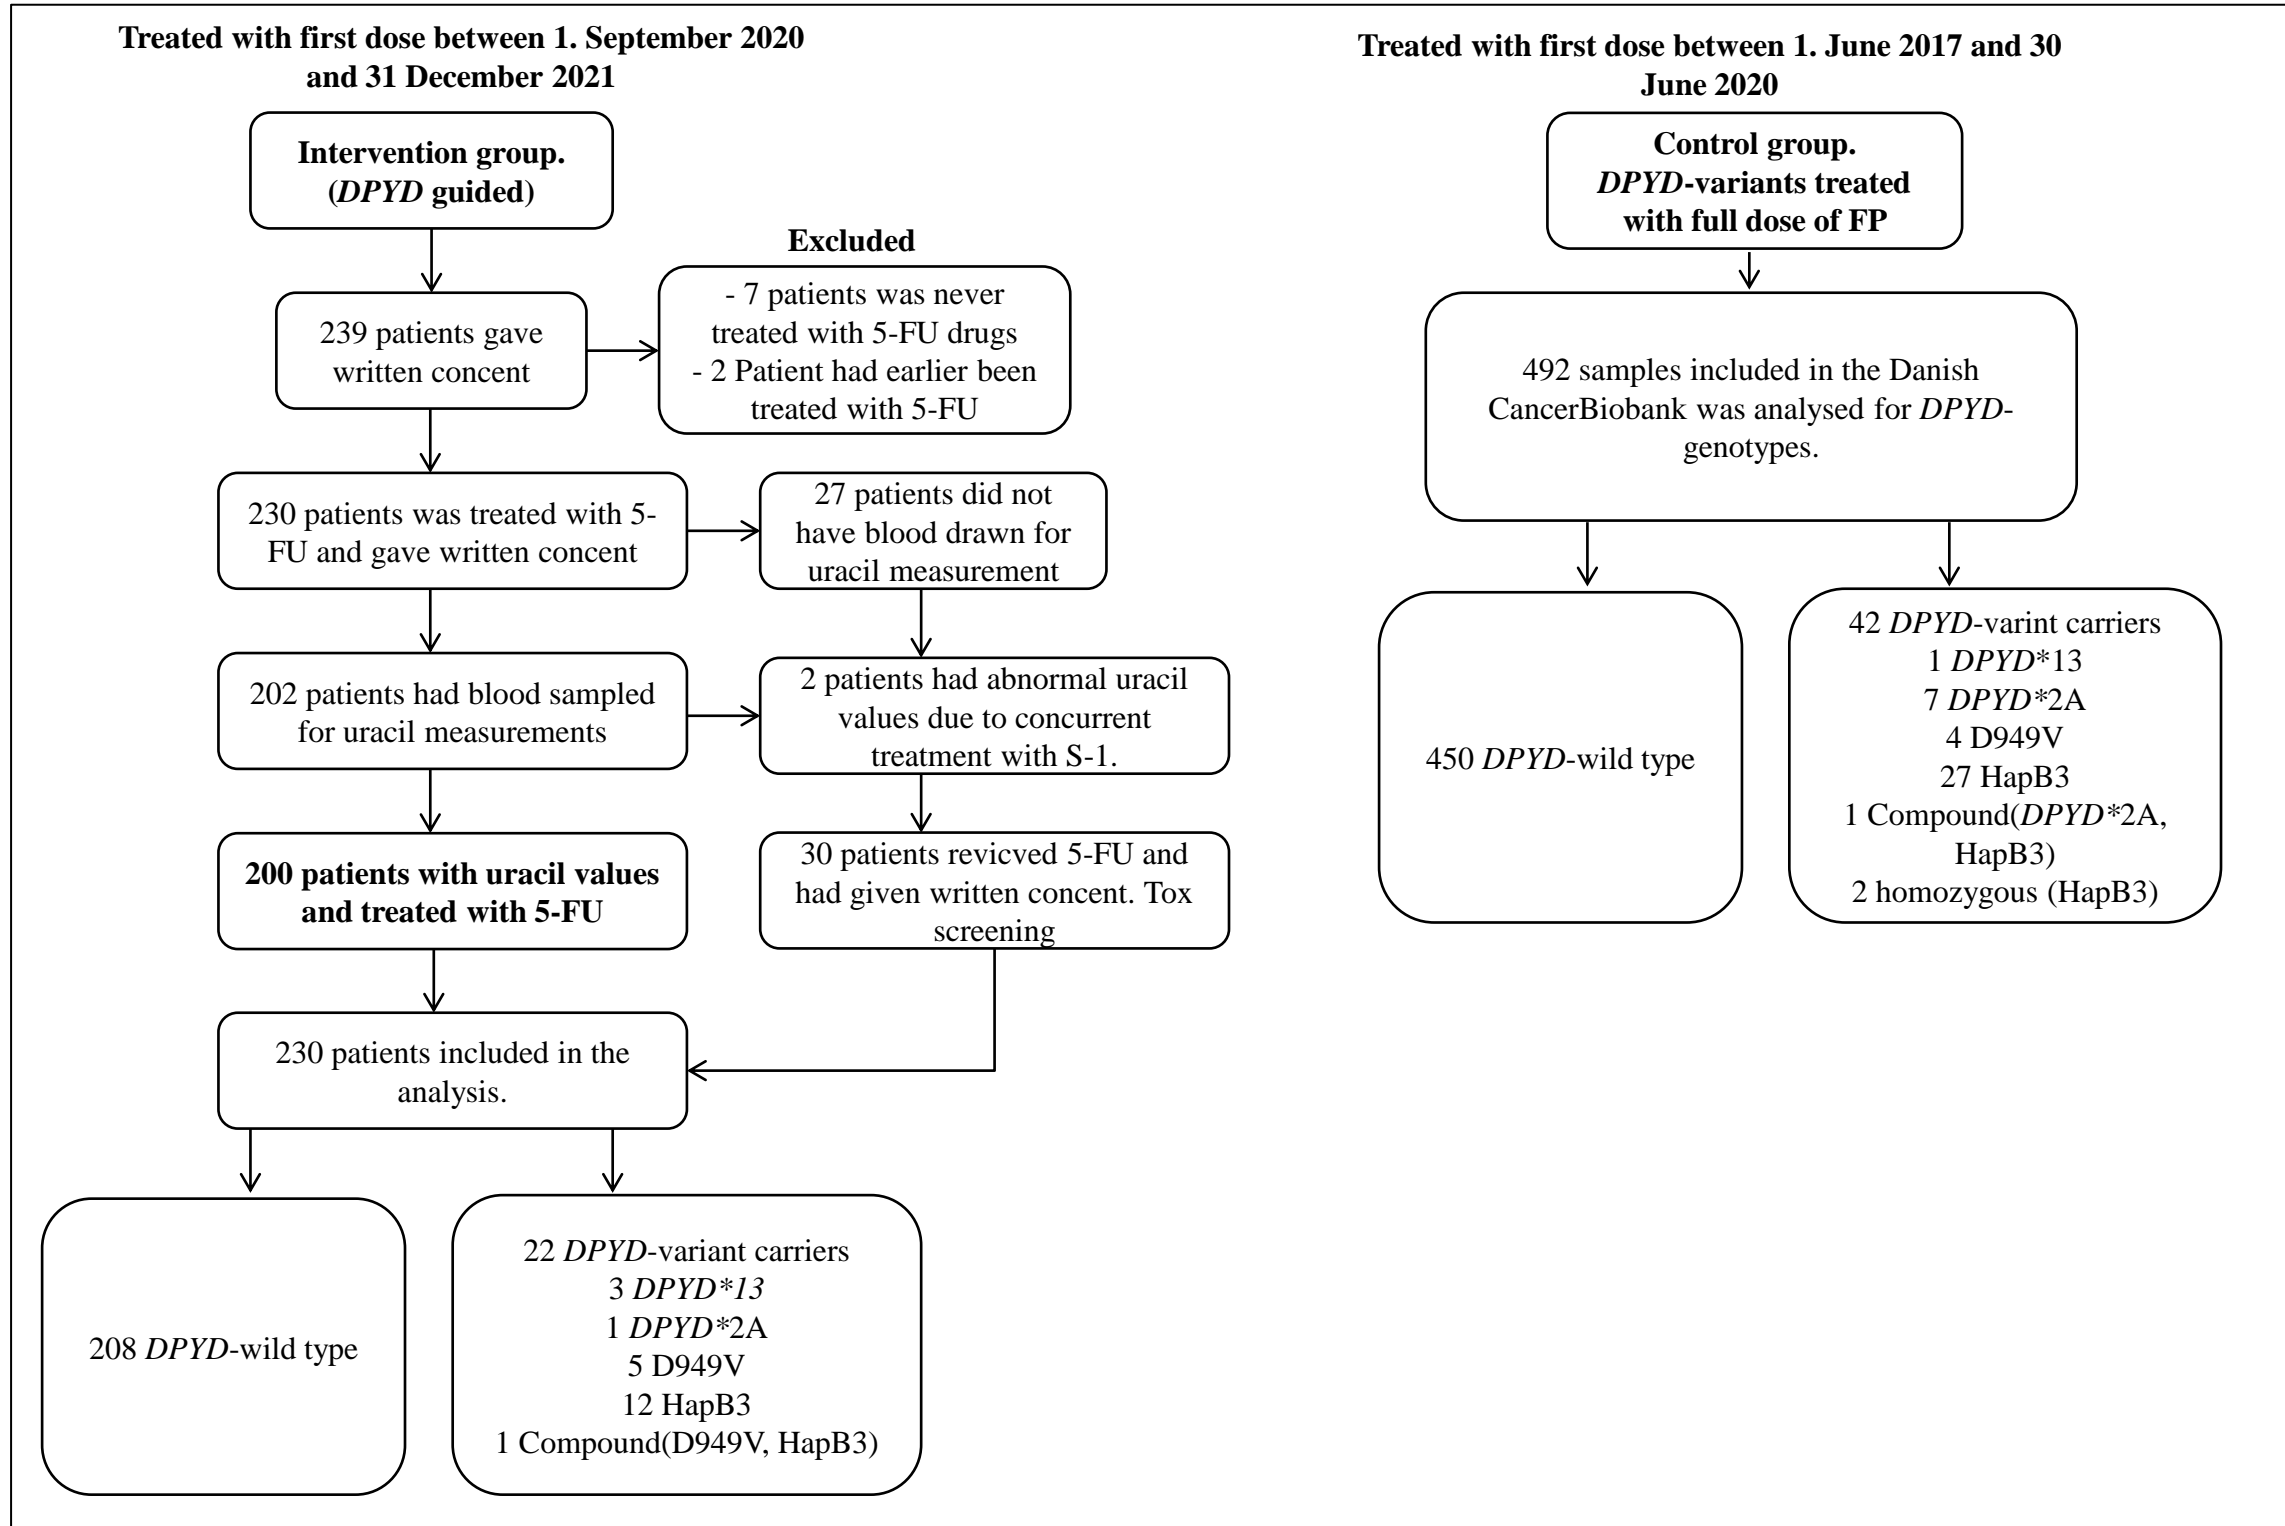 Treated with first dose between 1. September 2020
and 31 December 2021
Intervention group.
(DPYD guided)
Excluded
239 patients gave
written concent
- 7 patients was never
treated with 5-FU drugs
- 2 Patient had earlier been
treated with 5-FU
230 patients was treated with 5-
FU and gave written concent
27 patients did not
have blood drawn for
uracil measurement
202 patients had blood sampled
for uracil measurements
2 patients had abnormal uracil
values due to concurrent
treatment with S-1.
200 patients with uracil values
and treated with 5-FU
30 patients revicved 5-FU and
had given written concent. Tox
screening
230 patients included in the
analysis.
208 DPYD-wild type
22 DPYD-variant carriers
3 DPYD*13
1 DPYD*2A
5 D949V
12 HapB3
1 Compound(D949V, HapB3)
Treated with first dose between 1. June 2017 and 30
June 2020
Control group.
DPYD-variants treated
with full dose of FP
492 samples included in the Danish
CancerBiobank was analysed for DPYD-
genotypes.
450 DPYD-wild type
42 DPYD-varint carriers
1 DPYD*13
7 DPYD*2A
4 D949V
27 HapB3
1 Compound(DPYD*2A,
HapB3)
2 homozygous (HapB3)